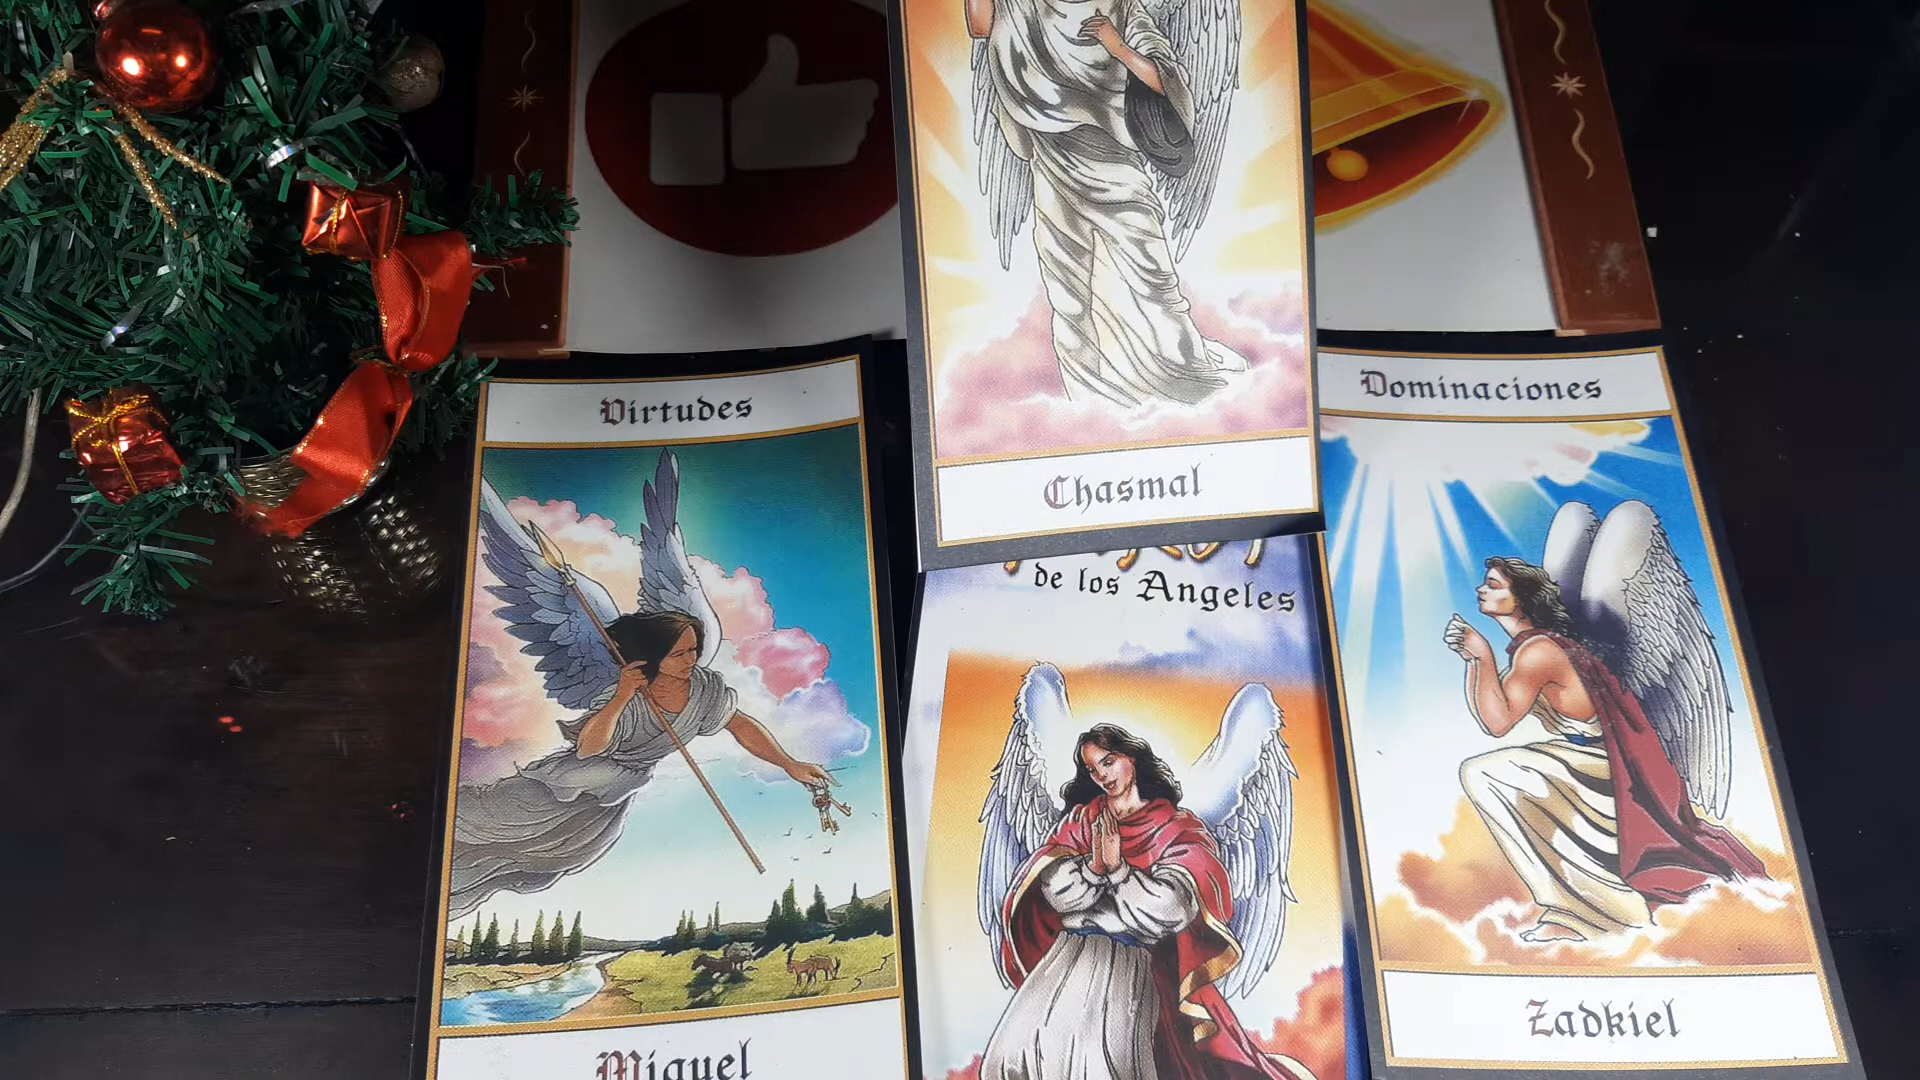 Virtudes
Miguel
Chasmal
de los Angeles
Dominaciones
Zadkiel